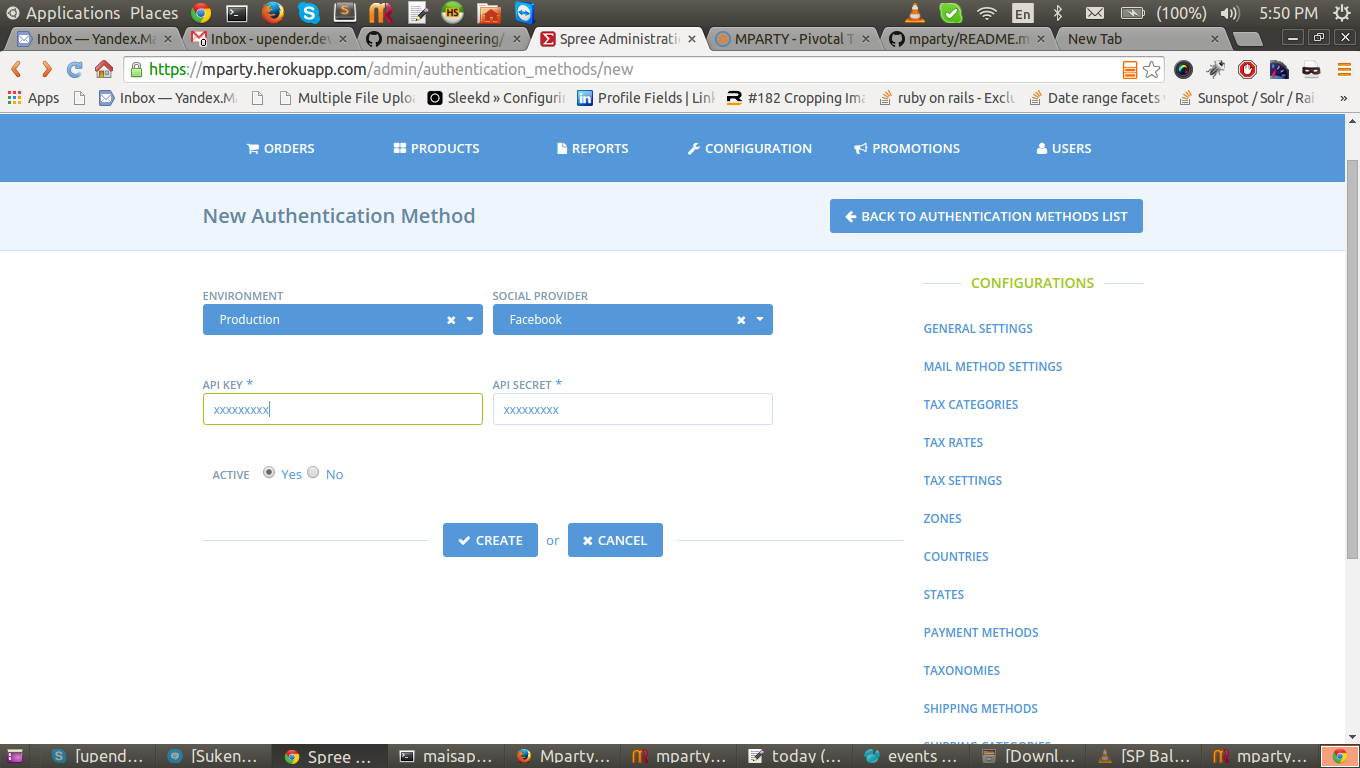 Applications Places En (100%) 5:50 PM
Inbox — Yandex.Ma Inbox - upender.dev maisaengineering/ Spree Administrati MPARTY - Pivotal T mparty/README.m New Tab
https://mparty.herokuapp.com/admin/authentication_methods/new
Apps Inbox — Yandex.M Multiple File Uploa Sleekd » Configurin Profile Fields | Link #182 Cropping Ima ruby on rails - Exclu Date range facets Sunspot / Solr / Rai »
ORDERS PRODUCTS REPORTS CONFIGURATION PROMOTIONS USERS
New Authentication Method BACK TO AUTHENTICATION METHODS LIST
ENVIRONMENT SOCIAL PROVIDER
Production Facebook
API KEY * API SECRET *
xxxxxxxxx xxxxxxxxx
ACTIVE Yes No
CREATE or CANCEL
CONFIGURATIONS
GENERAL SETTINGS
MAIL METHOD SETTINGS
TAX CATEGORIES
TAX RATES
TAX SETTINGS
ZONES
COUNTRIES
STATES
PAYMENT METHODS
TAXONOMIES
SHIPPING METHODS
SHIPPING CATEGORIES
[upend... [Suken... Spree ... maisap... Mparty... mparty... today (... events ... [Downl... [SP Bal... mparty...